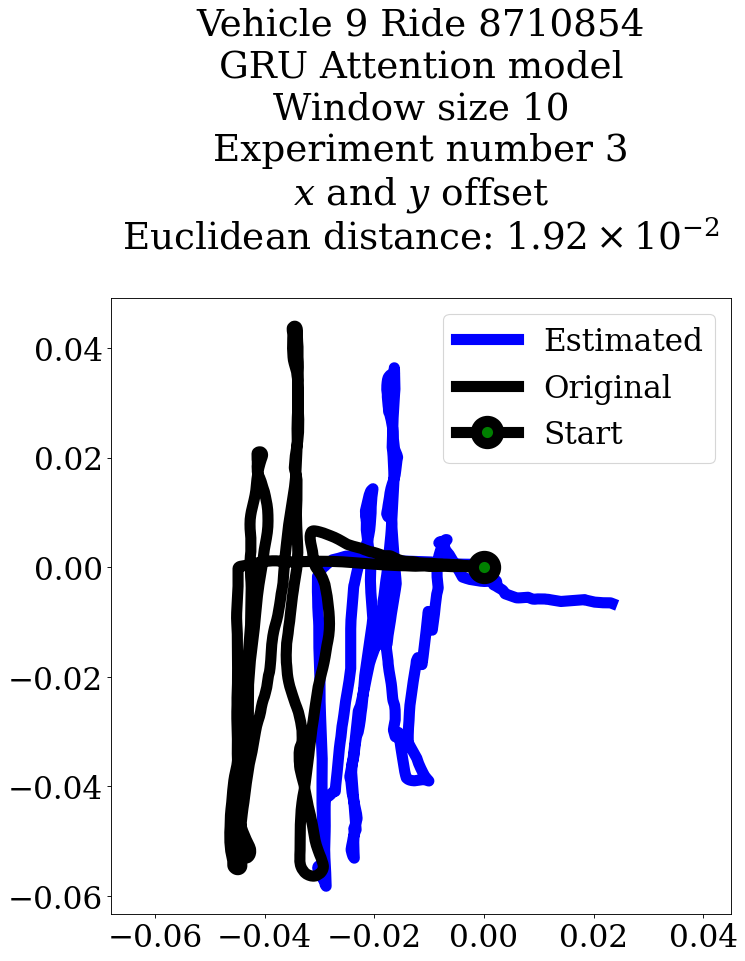 Vehicle 9 Ride 8710854
GRU Attention model
Window size 10
Experiment number 3
x and y offset
Euclidean distance: 1.92 × 10⁻²
Estimated
Original
Start
0.04
0.02
0.00
−0.02
−0.04
−0.06
−0.06 −0.04 −0.02 0.00 0.02 0.04